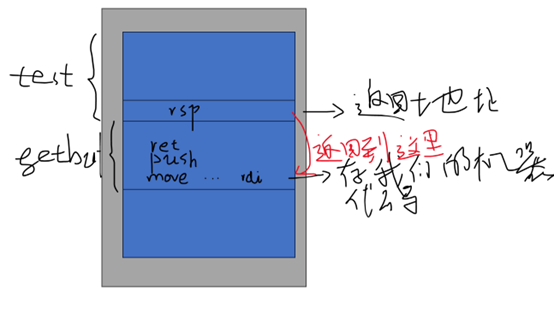 test
rsp
返回地址
getbuf
ret
push
move ... rdi
返回到这里
存我们的机器
代码